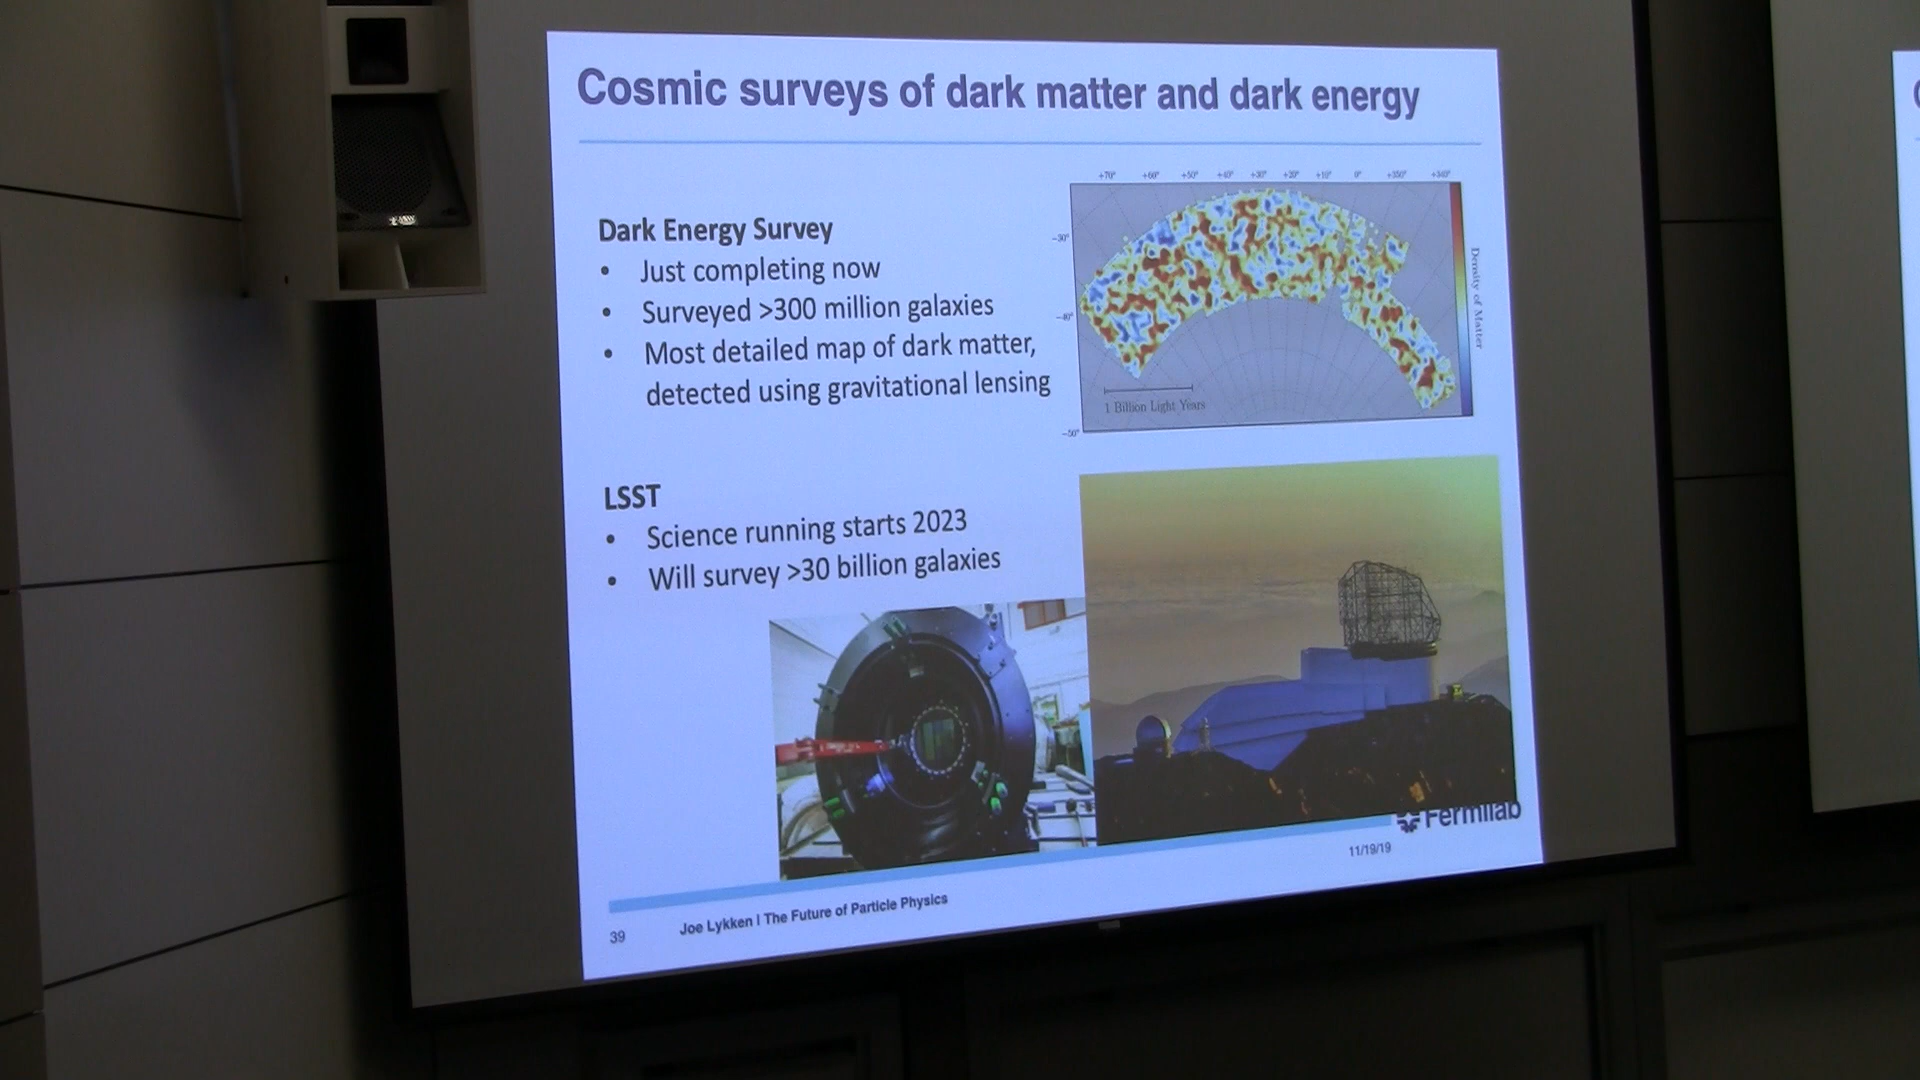 Cosmic surveys of dark matter and dark energy
Dark Energy Survey
• Just completing now
• Surveyed >300 million galaxies
• Most detailed map of dark matter,
detected using gravitational lensing
+70° +60° +50° +40° +30° +20° +10° 0° +350° +340°
-30°
-40°
-50°
Density of Matter
1 Billion Light Years
LSST
• Science running starts 2023
• Will survey >30 billion galaxies
Fermilab
11/19/19
39 Joe Lykken | The Future of Particle Physics